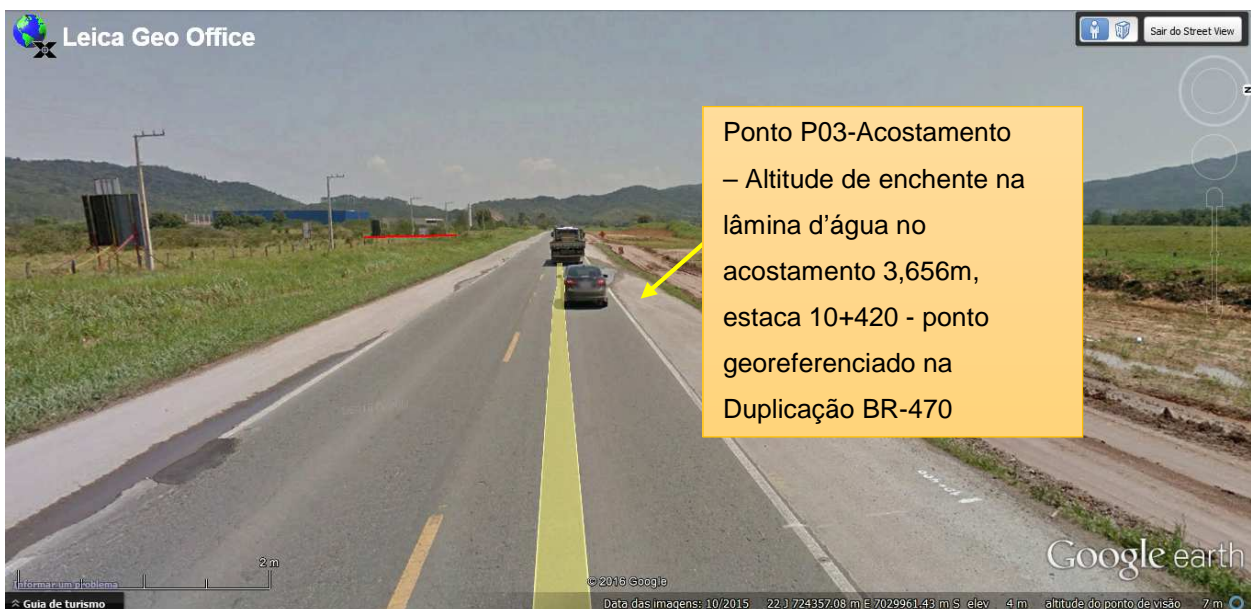 Leica Geo Office
Sair do Street View
N
Ponto P03-Acostamento
– Altitude de enchente na
lâmina d'água no
acostamento 3,656m,
estaca 10+420 - ponto
georeferenciado na
Duplicação BR-470
2 m
Informar um problema
© 2016 Google
Google earth
Guia de turismo
Data das imagens: 10/2015 22 J 724357.08 m E 7029961.43 m S elev 4 m altitude do ponto de visão 7 m